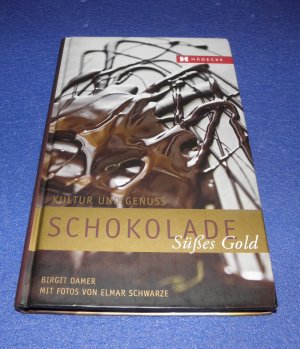 HÄDECKE
KULTUR UND GENUSS
SCHOKOLADE
Süßes Gold
BIRGIT DAMER
MIT FOTOS VON ELMAR SCHWARZE